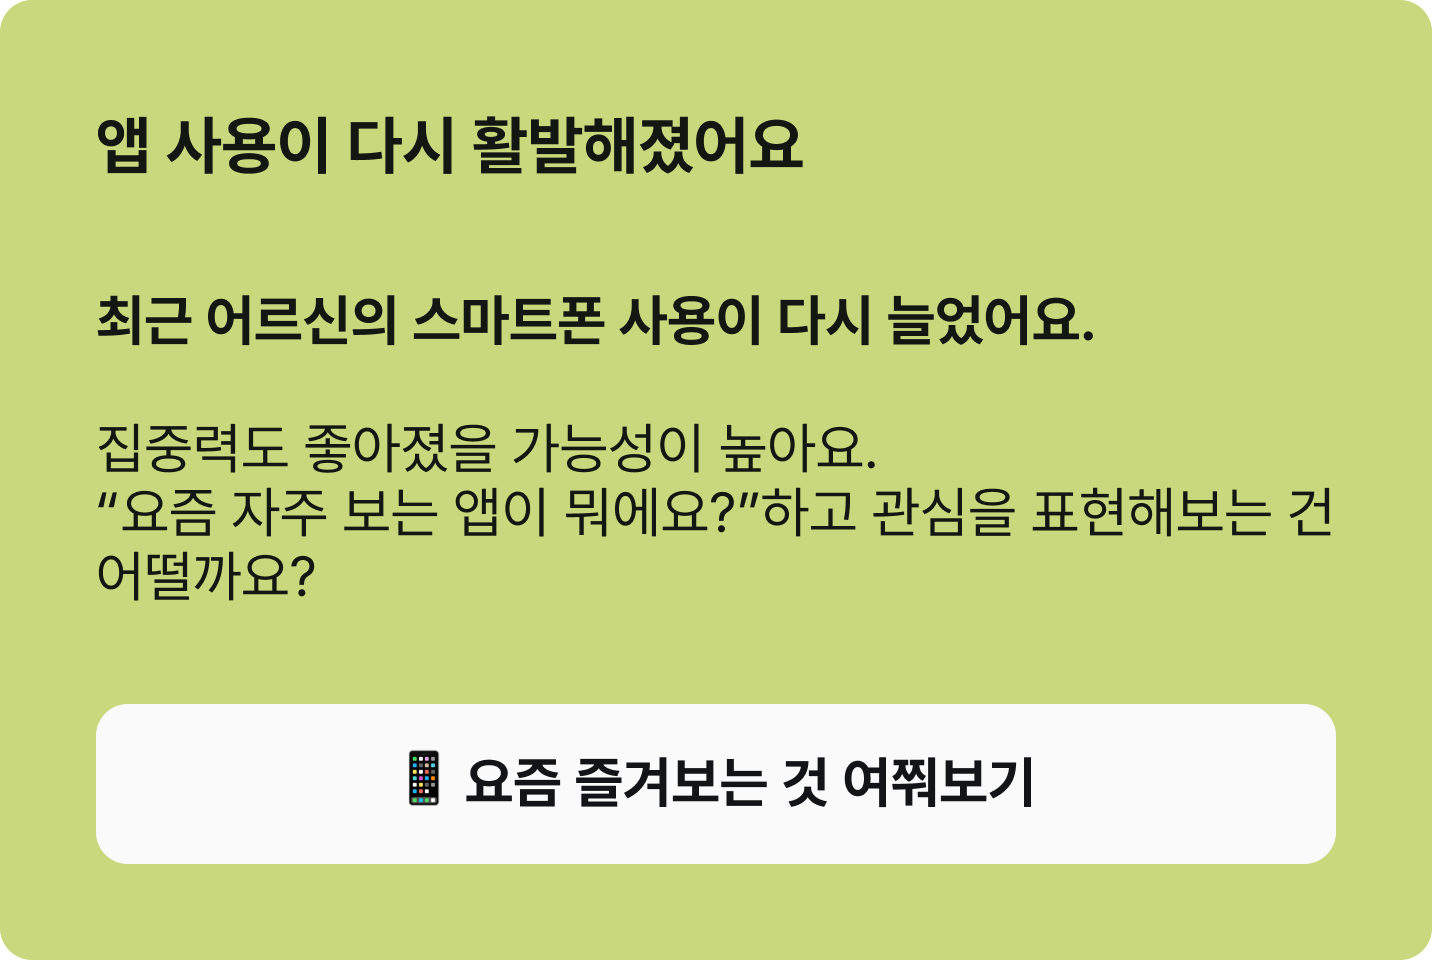 앱 사용이 다시 활발해졌어요
최근 어르신의 스마트폰 사용이 다시 늘었어요.
집중력도 좋아졌을 가능성이 높아요.
“요즘 자주 보는 앱이 뭐에요?”하고 관심을 표현해보는 건
어떨까요?
📱 요즘 즐겨보는 것 여쭤보기